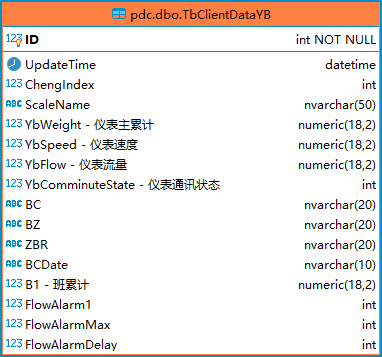 pdc.dbo.TbClientDataYB
123 ID int NOT NULL
UpdateTime datetime
123 ChengIndex int
ABC ScaleName nvarchar(50)
123 YbWeight - 仪表主累计 numeric(18,2)
123 YbSpeed - 仪表速度 numeric(18,2)
123 YbFlow - 仪表流量 numeric(18,2)
123 YbComminuteState - 仪表通讯状态 int
ABC BC nvarchar(20)
ABC BZ nvarchar(20)
ABC ZBR nvarchar(20)
ABC BCDate nvarchar(10)
123 B1 - 班累计 numeric(18,2)
123 FlowAlarm1 int
123 FlowAlarmMax int
123 FlowAlarmDelay int